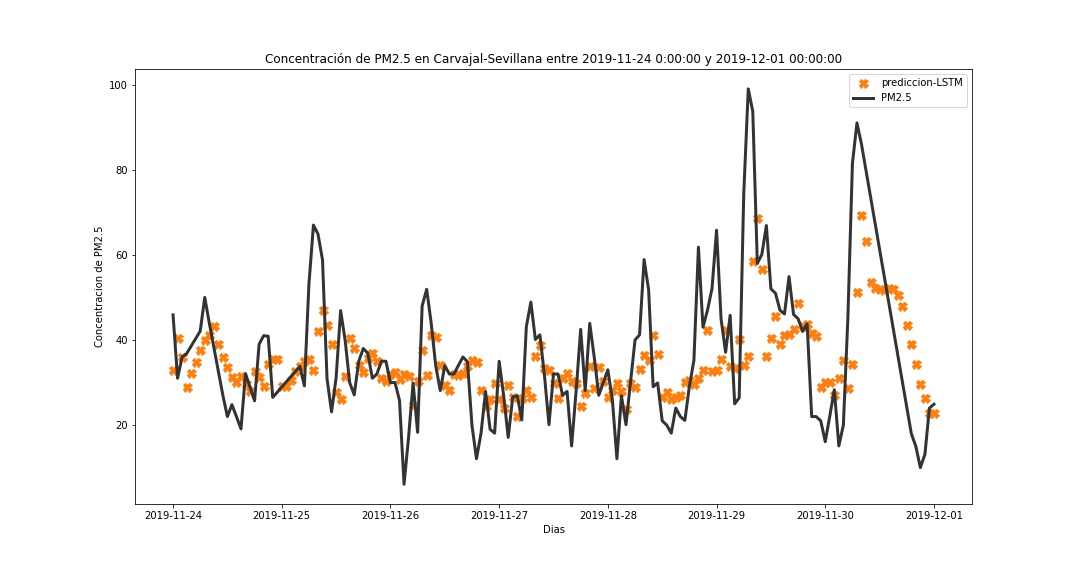 Concentración de PM2.5 en Carvajal-Sevillana entre 2019-11-24 0:00:00 y 2019-12-01 00:00:00
prediccion-LSTM
PM2.5
100
80
60
40
20
Concentracion de PM2.5
2019-11-24 2019-11-25 2019-11-26 2019-11-27 2019-11-28 2019-11-29 2019-11-30 2019-12-01
Dias